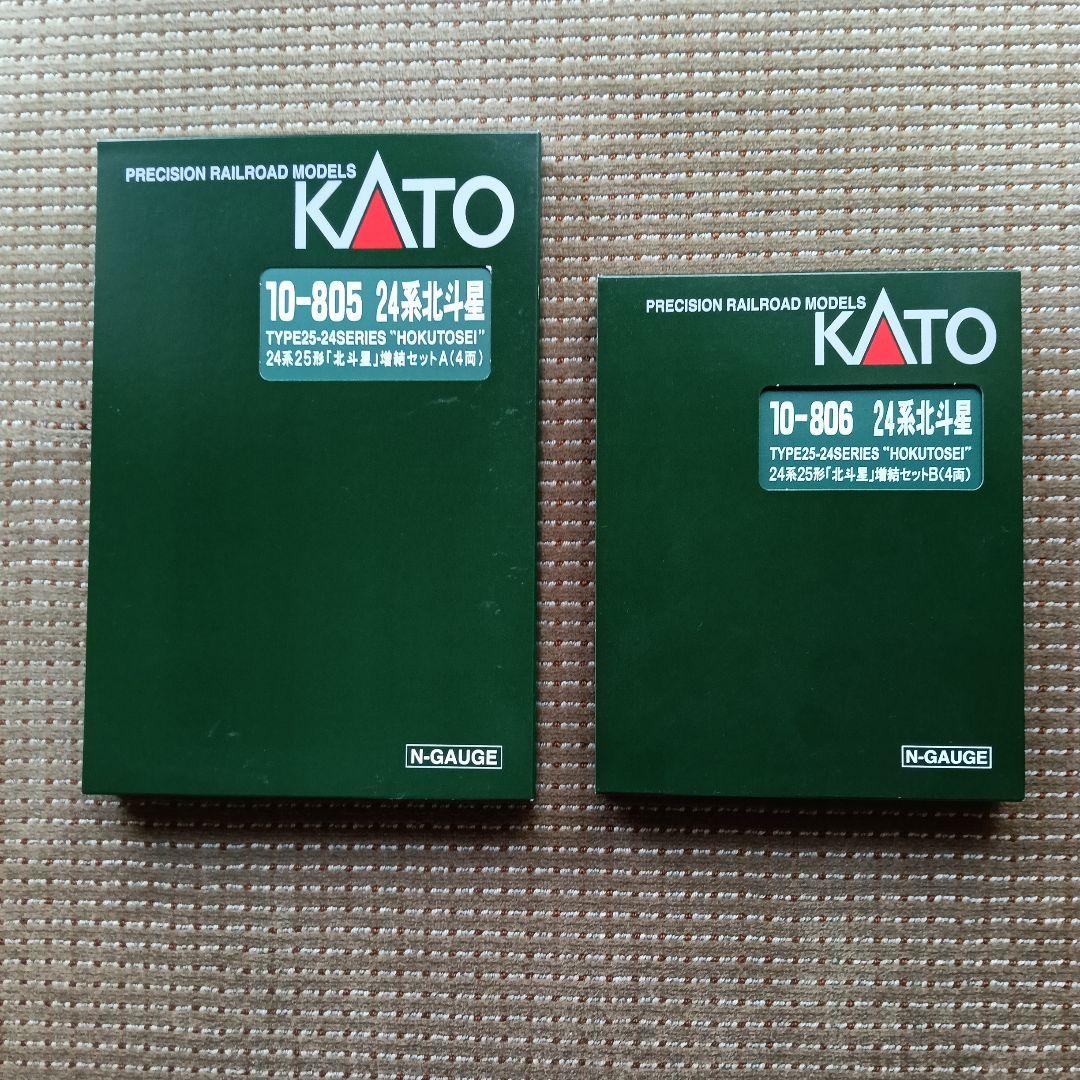 PRECISION RAILROAD MODELS
KATO
10-805 24系北斗星
TYPE25-24SERIES "HOKUTOSEI"
24系25形「北斗星」増結セットA(4両)
N-GAUGE
PRECISION RAILROAD MODELS
KATO
10-806 24系北斗星
TYPE25-24SERIES "HOKUTOSEI"
24系25形「北斗星」増結セットB(4両)
N-GAUGE